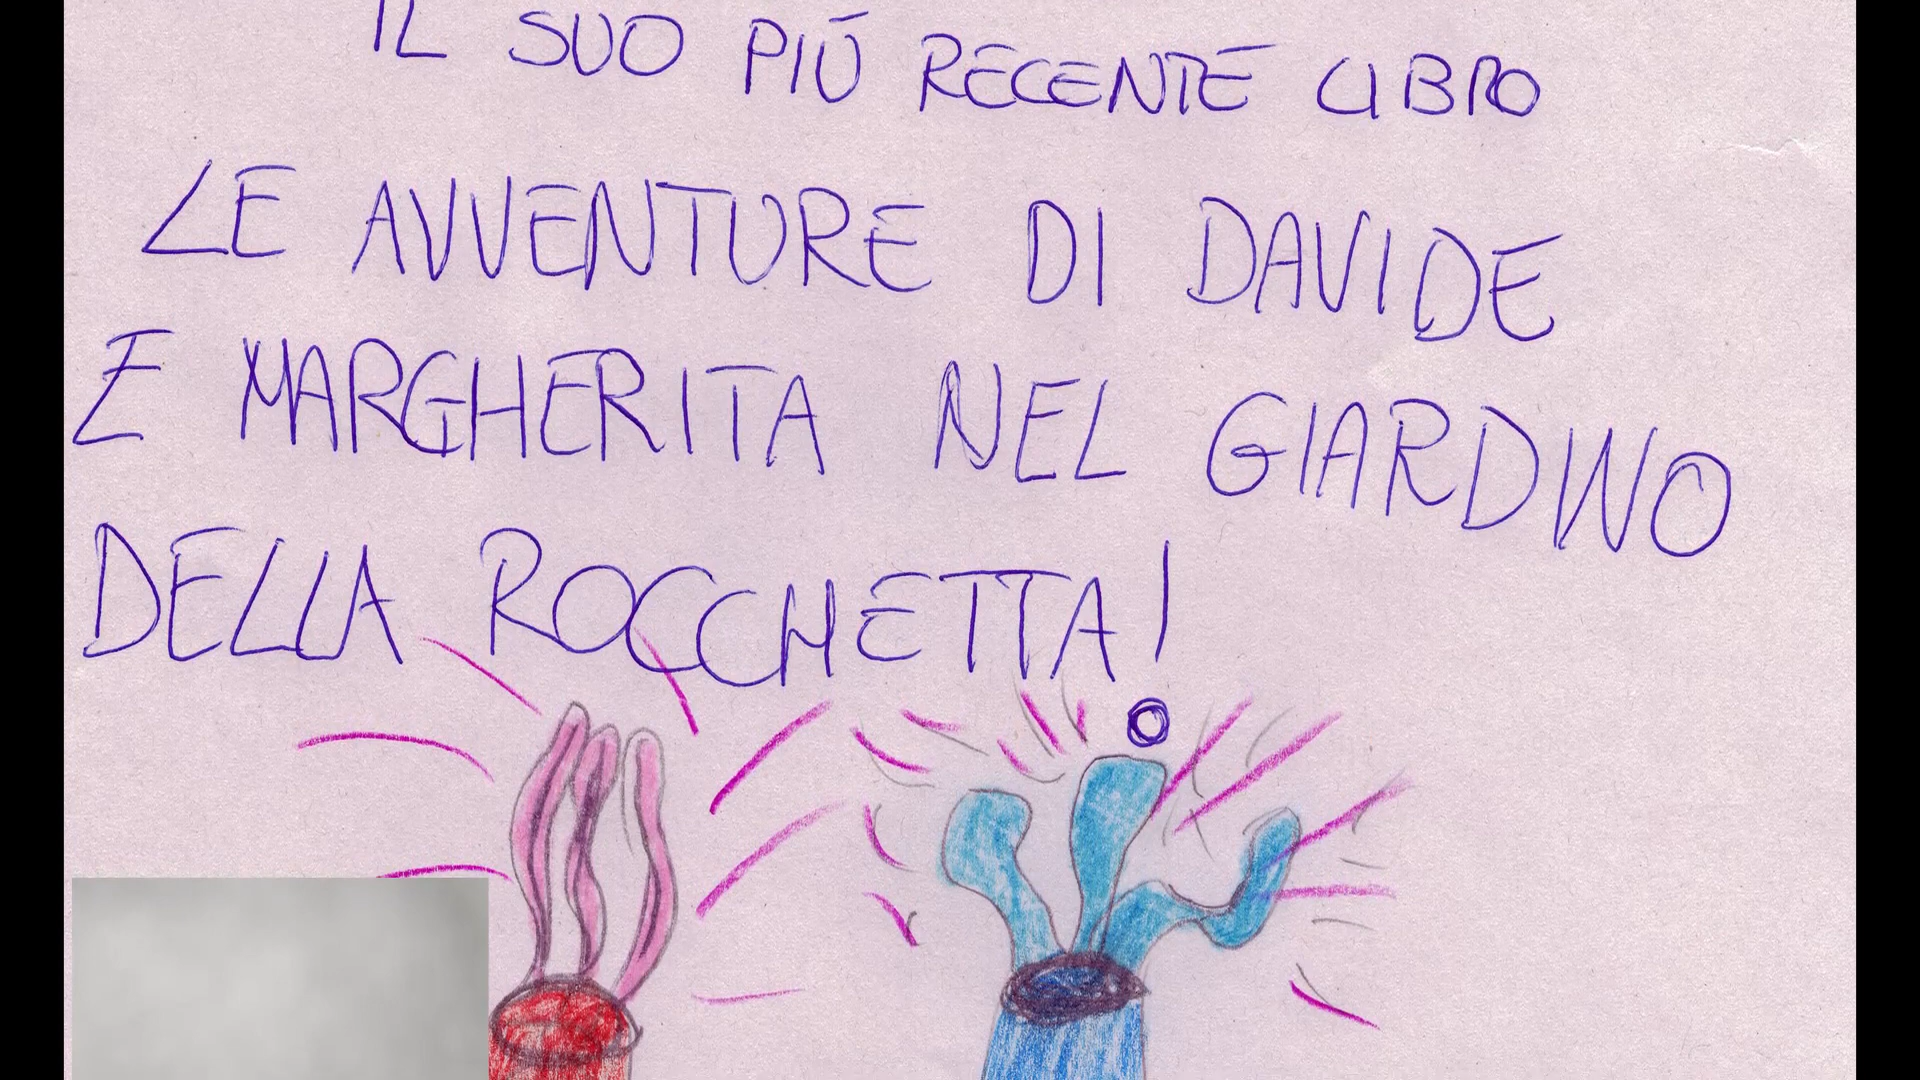 IL SUO PIÙ RECENTE LIBRO
LE AVVENTURE DI DAVIDE
E MARGHERITA NEL GIARDINO
DELLA ROCCHETTA!